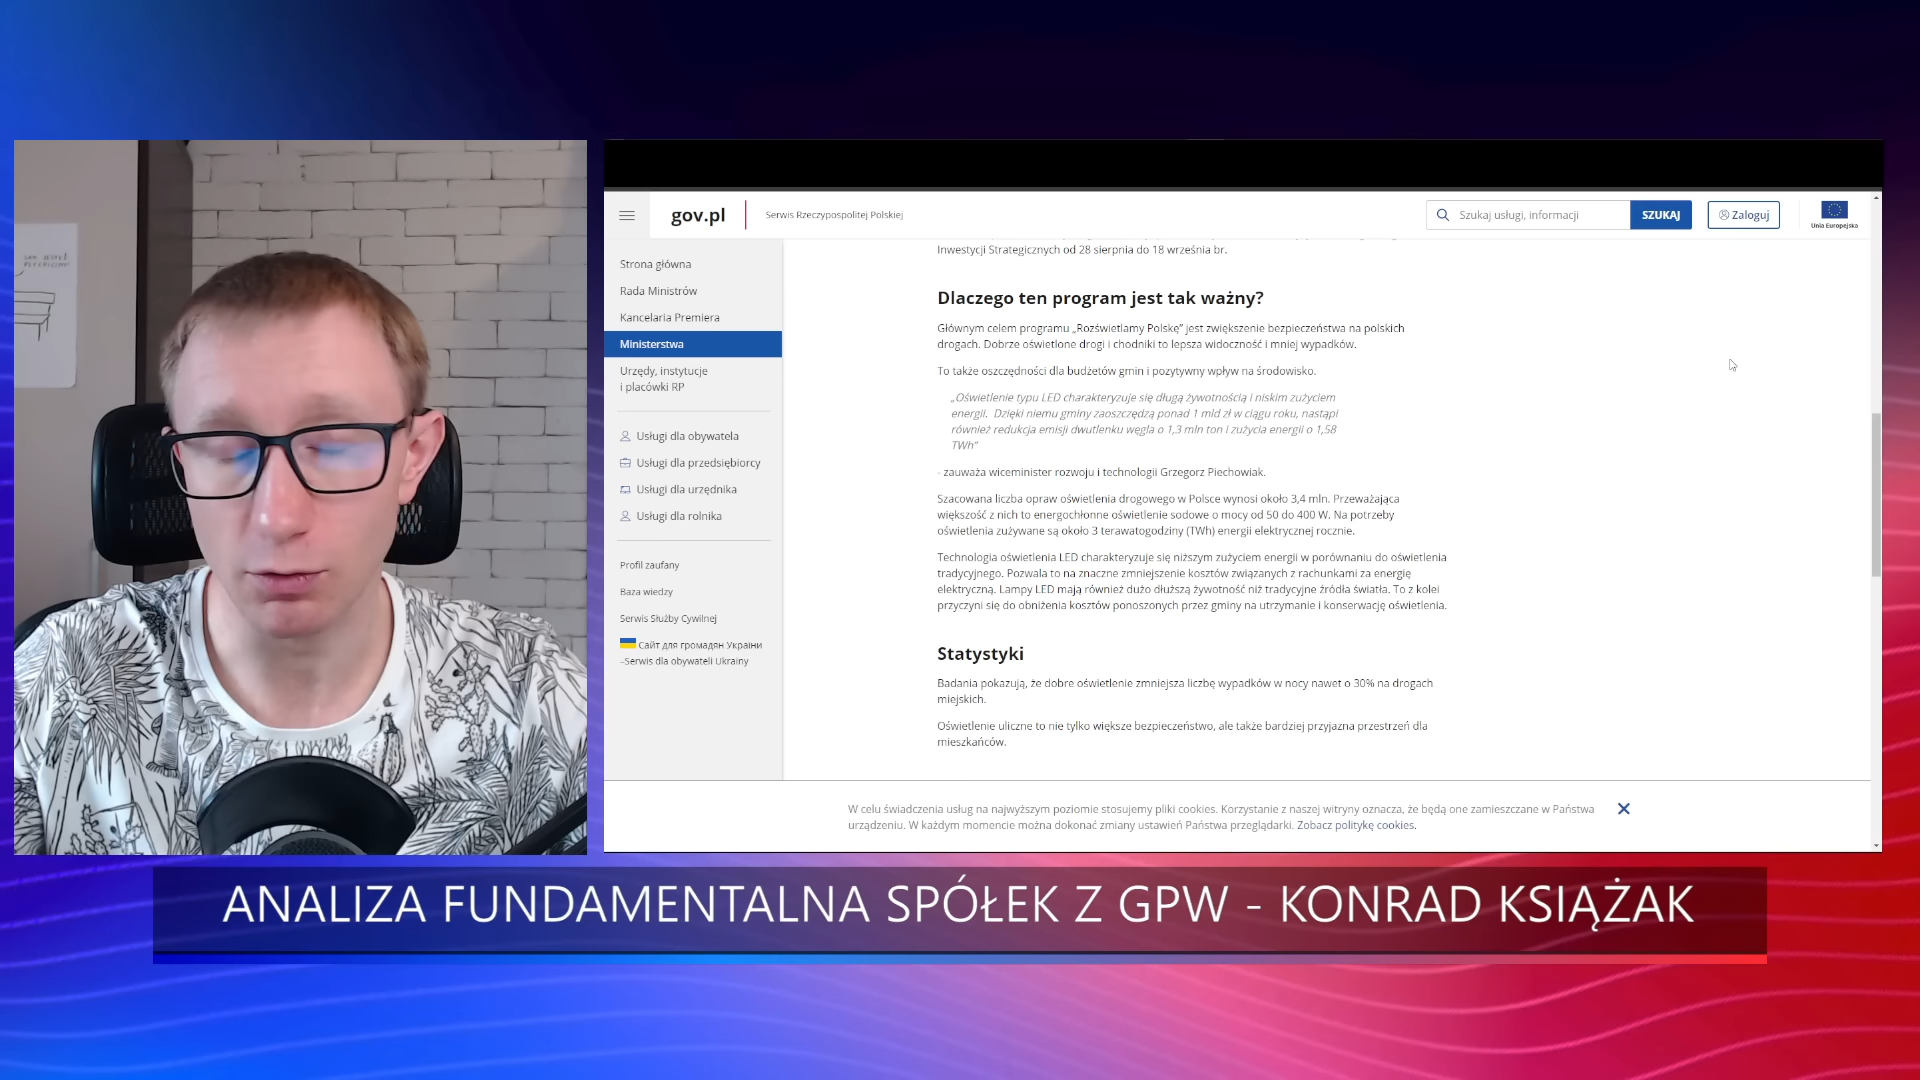 gov.pl
Serwis Rzeczypospolitej Polskiej
Szukaj usługi, informacji
SZUKAJ
Zaloguj
Unia Europejska
Strona główna
Rada Ministrów
Kancelaria Premiera
Ministerstwa
Urzędy, instytucje
i placówki RP
Usługi dla obywatela
Usługi dla przedsiębiorcy
Usługi dla urzędnika
Usługi dla rolnika
Profil zaufany
Baza wiedzy
Serwis Służby Cywilnej
Сайт для громадян України
–Serwis dla obywateli Ukrainy
Inwestycji Strategicznych od 28 sierpnia do 18 września br.
Dlaczego ten program jest tak ważny?
Głównym celem programu „Rozświetlamy Polskę” jest zwiększenie bezpieczeństwa na polskich
drogach. Dobrze oświetlone drogi i chodniki to lepsza widoczność i mniej wypadków.
To także oszczędności dla budżetów gmin i pozytywny wpływ na środowisko.
„Oświetlenie typu LED charakteryzuje się długą żywotnością i niskim zużyciem
energii. Dzięki niemu gminy zaoszczędzą ponad 1 mld zł w ciągu roku, nastąpi
również redukcja emisji dwutlenku węgla o 1,3 mln ton i zużycia energii o 1,58
TWh”
- zauważa wiceminister rozwoju i technologii Grzegorz Piechowiak.
Szacowana liczba opraw oświetlenia drogowego w Polsce wynosi około 3,4 mln. Przeważająca
większość z nich to energochłonne oświetlenie sodowe o mocy od 50 do 400 W. Na potrzeby
oświetlenia zużywane są około 3 terawatogodziny (TWh) energii elektrycznej rocznie.
Technologia oświetlenia LED charakteryzuje się niższym zużyciem energii w porównaniu do oświetlenia
tradycyjnego. Pozwala to na znaczne zmniejszenie kosztów związanych z rachunkami za energię
elektryczną. Lampy LED mają również dużo dłuższą żywotność niż tradycyjne źródła światła. To z kolei
przyczyni się do obniżenia kosztów ponoszonych przez gminy na utrzymanie i konserwację oświetlenia.
Statystyki
Badania pokazują, że dobre oświetlenie zmniejsza liczbę wypadków w nocy nawet o 30% na drogach
miejskich.
Oświetlenie uliczne to nie tylko większe bezpieczeństwo, ale także bardziej przyjazna przestrzeń dla
mieszkańców.
W celu świadczenia usług na najwyższym poziomie stosujemy pliki cookies. Korzystanie z naszej witryny oznacza, że będą one zamieszczane w Państwa
urządzeniu. W każdym momencie można dokonać zmiany ustawień Państwa przeglądarki. Zobacz politykę cookies.
ANALIZA FUNDAMENTALNA SPÓŁEK Z GPW - KONRAD KSIĄŻAK